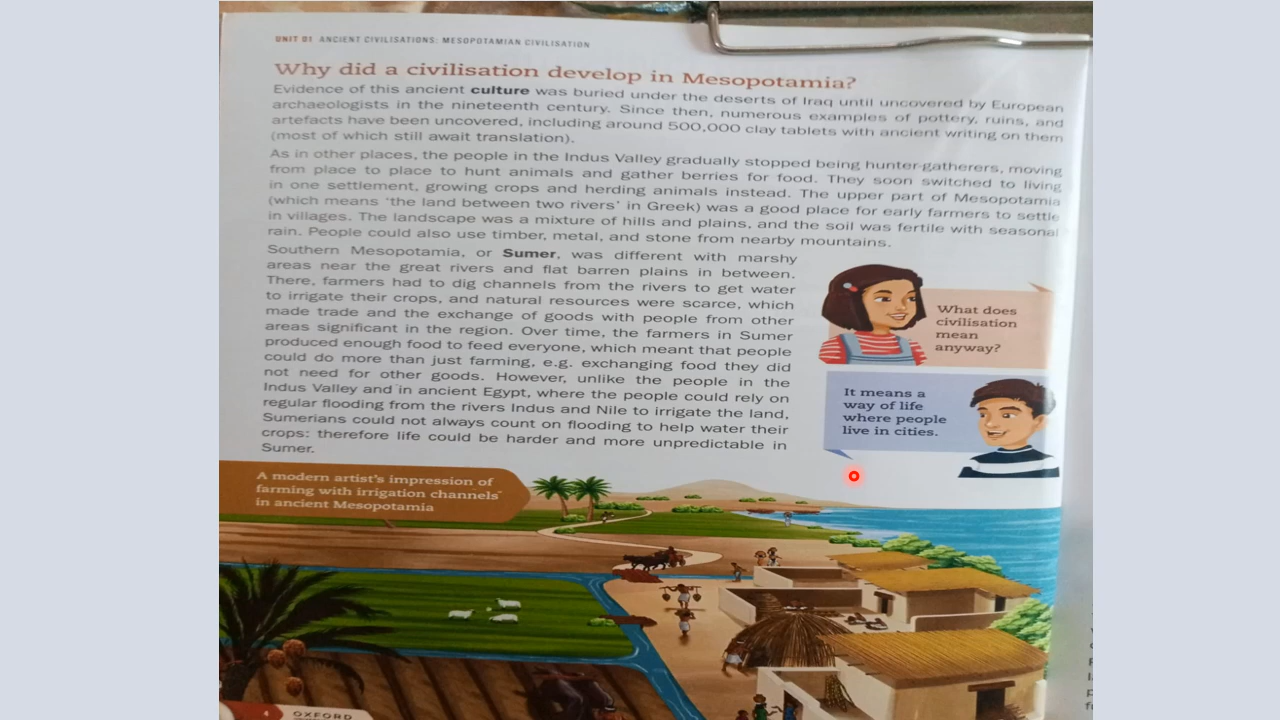 UNIT 01 ANCIENT CIVILISATIONS: MESOPOTAMIAN CIVILISATION
Why did a civilisation develop in Mesopotamia?
Evidence of this ancient culture was buried under the deserts of Iraq until uncovered by European
archaeologists in the nineteenth century. Since then, numerous examples of pottery, ruins, and
artefacts have been uncovered, including around 500,000 clay tablets with ancient writing on them
(most of which still await translation).
As in other places, the people in the Indus Valley gradually stopped being hunter-gatherers, moving
from place to place to hunt animals and gather berries for food. They soon switched to living
in one settlement, growing crops and herding animals instead. The upper part of Mesopotamia
(which means 'the land between two rivers' in Greek) was a good place for early farmers to settle
in villages. The landscape was a mixture of hills and plains, and the soil was fertile with seasonal
rain. People could also use timber, metal, and stone from nearby mountains.
Southern Mesopotamia, or Sumer, was different with marshy
areas near the great rivers and flat barren plains in between.
There, farmers had to dig channels from the rivers to get water
to irrigate their crops, and natural resources were scarce, which
made trade and the exchange of goods with people from other
areas significant in the region. Over time, the farmers in Sumer
produced enough food to feed everyone, which meant that people
could do more than just farming, e.g. exchanging food they did
not need for other goods. However, unlike the people in the
Indus Valley and in ancient Egypt, where the people could rely on
regular flooding from the rivers Indus and Nile to irrigate the land,
Sumerians could not always count on flooding to help water their
crops: therefore life could be harder and more unpredictable in
Sumer.
What does
civilisation
mean
anyway?
It means a
way of life
where people
live in cities.
A modern artist's impression of
farming with irrigation channels
in ancient Mesopotamia
4 OXFORD